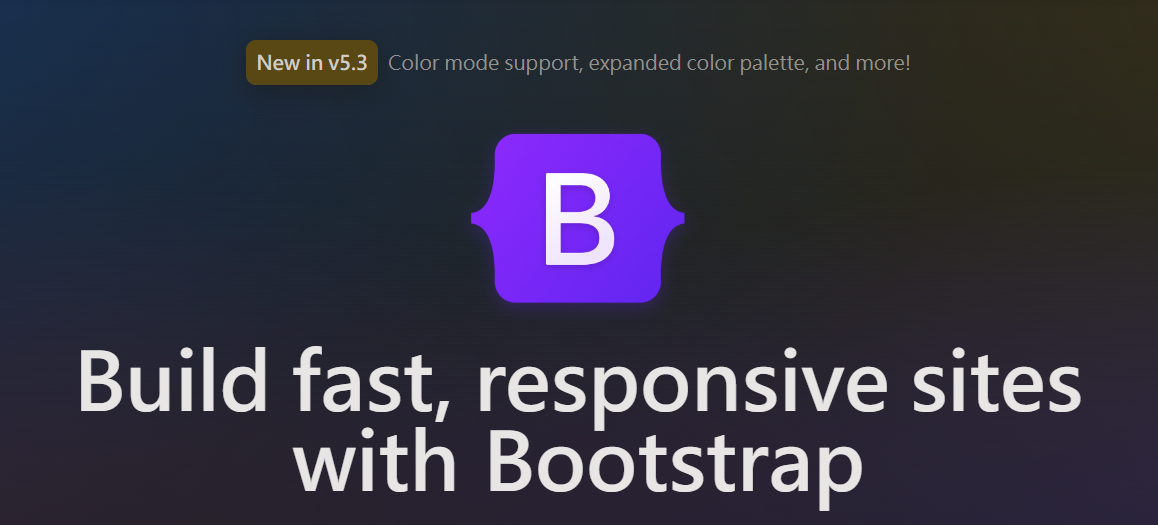 New in v5.3 Color mode support, expanded color palette, and more!
B
Build fast, responsive sites
with Bootstrap